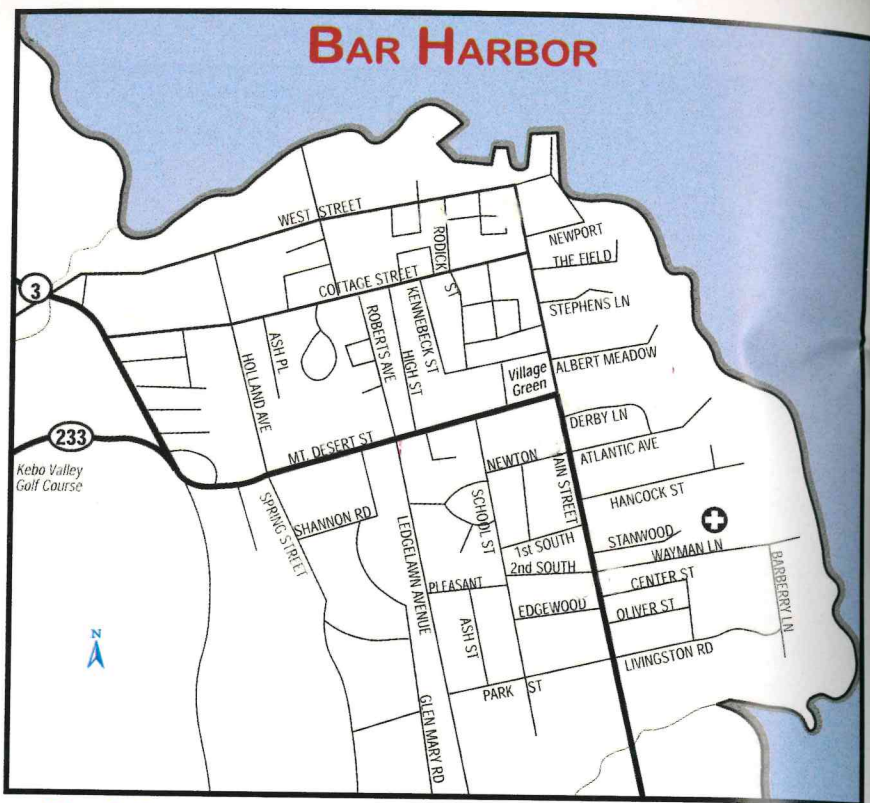 BAR HARBOR
WEST STREET
NEWPORT
THE FIELD
RODICK ST
COTTAGE STREET
3
STEPHENS LN
KENNEBECK ST
ROBERTS AVE
HIGH ST
ASH PL
HOLLAND AVE
ALBERT MEADOW
Village
Green
DERBY LN
MT. DESERT ST
ATLANTIC AVE
233
Kebo Valley
Golf Course
NEWTON
AIN STREET
HANCOCK ST
SCHOOL ST
SPRING STREET
SHANNON RD
LEDGELAWN AVENUE
1st SOUTH
STANWOOD
WAYMAN LN
2nd SOUTH
PLEASANT
CENTER ST
BARBERRY LN
EDGEWOOD
OLIVER ST
ASH ST
N
LIVINGSTON RD
PARK ST
GLEN MARY RD